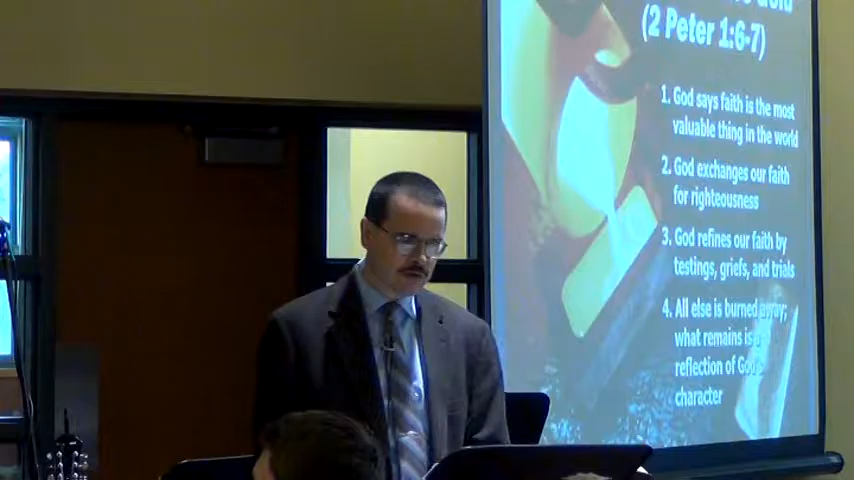 Gold
(2 Peter 1:6-7)
1. God says faith is the most
valuable thing in the world
2. God exchanges our faith
for righteousness
3. God refines our faith by
testings, griefs, and trials
4. All else is burned away;
what remains is a
reflection of God's
character